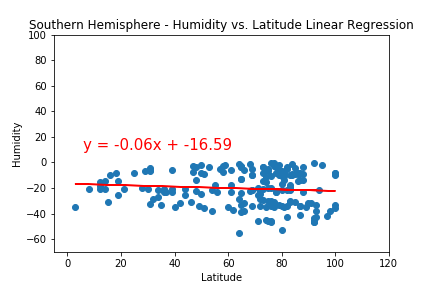 Southern Hemisphere - Humidity vs. Latitude Linear Regression
100
80
60
40
20
0
−20
−40
−60
Humidity
y = -0.06x + -16.59
0 20 40 60 80 100 120
Latitude